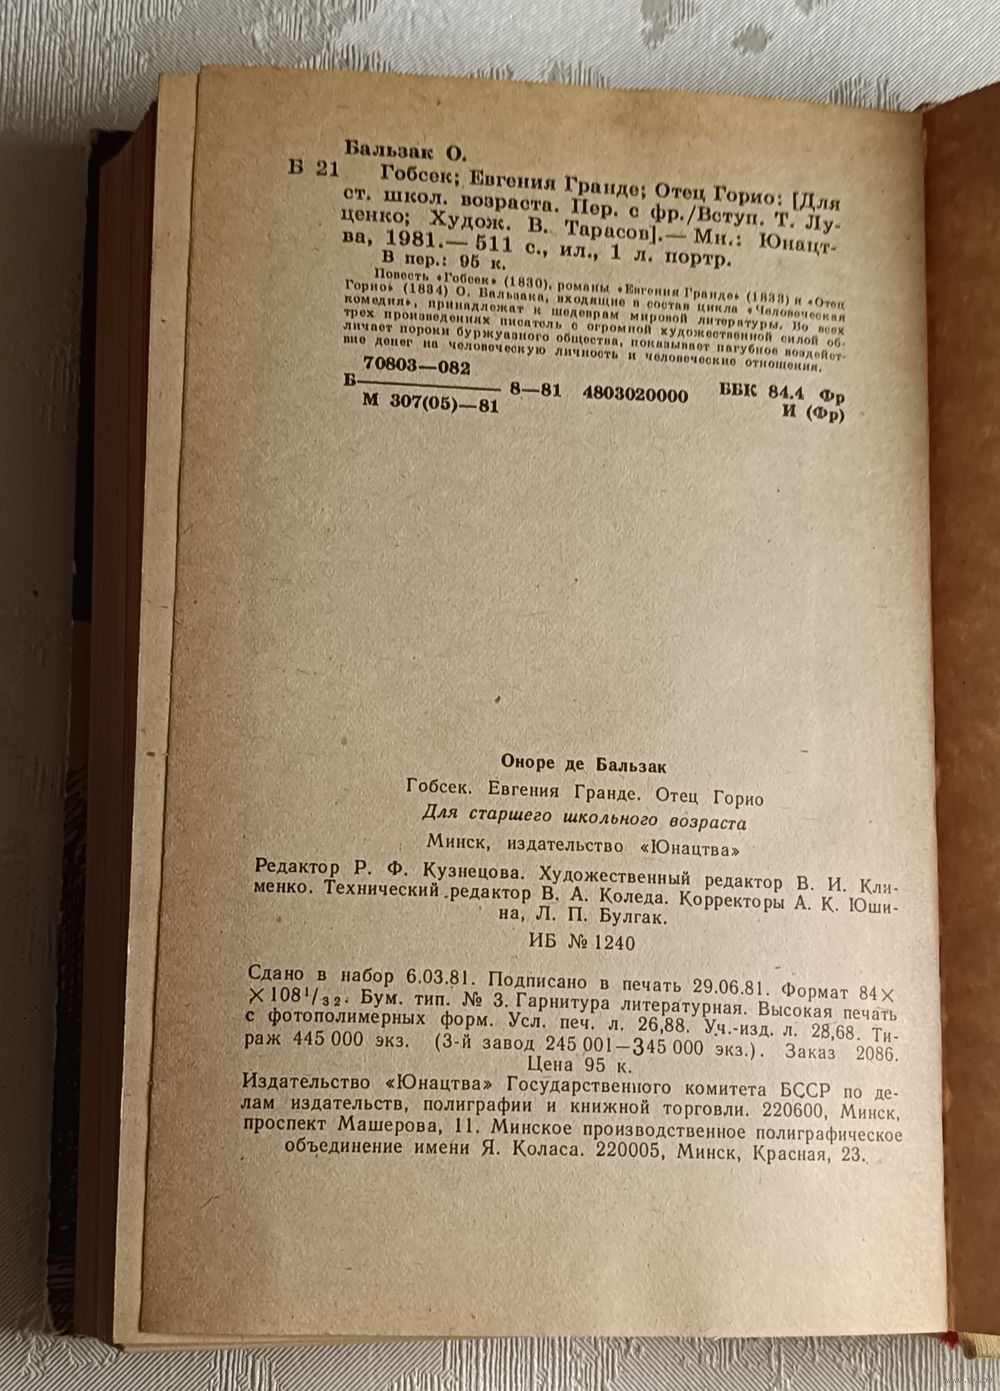 Бальзак О.
Б 21 Гобсек; Евгения Гранде; Отец Горио: [Для
ст. школ. возраста. Пер. с фр./Вступ. Т. Лу-
ценко; Худож. В. Тарасов].— Мн.: Юнацт-
ва, 1981.— 511 с., ил., 1 л. портр.
В пер.: 95 к.
Повесть «Гобсек» (1830), романы «Евгения Гранде» (1833) и «Отец
Горио» (1834) О. Бальзака, входящие в состав цикла «Человеческая
комедия», принадлежат к шедеврам мировой литературы. Во всех
трех произведениях писатель с огромной художественной силой об-
личает пороки буржуазного общества, показывает пагубное воздейст-
вие денег на человеческую личность и человеческие отношения.
70803—082
Б 8—81 4803020000 ББК 84.4 Фр
М 307(05)—81 И (Фр)
Оноре де Бальзак
Гобсек. Евгения Гранде. Отец Горио
Для старшего школьного возраста
Минск, издательство «Юнацтва»
Редактор Р. Ф. Кузнецова. Художественный редактор В. И. Кли-
менко. Технический редактор В. А. Коледа. Корректоры А. К. Юши-
на, Л. П. Булгак.
ИБ № 1240
Сдано в набор 6.03.81. Подписано в печать 29.06.81. Формат 84×
×108¹/₃₂. Бум. тип. № 3. Гарнитура литературная. Высокая печать
с фотополимерных форм. Усл. печ. л. 26,88. Уч.-изд. л. 28,68. Ти-
раж 445 000 экз. (3-й завод 245 001—345 000 экз.). Заказ 2086.
Цена 95 к.
Издательство «Юнацтва» Государственного комитета БССР по де-
лам издательств, полиграфии и книжной торговли. 220600, Минск,
проспект Машерова, 11. Минское производственное полиграфическое
объединение имени Я. Коласа. 220005, Минск, Красная, 23.